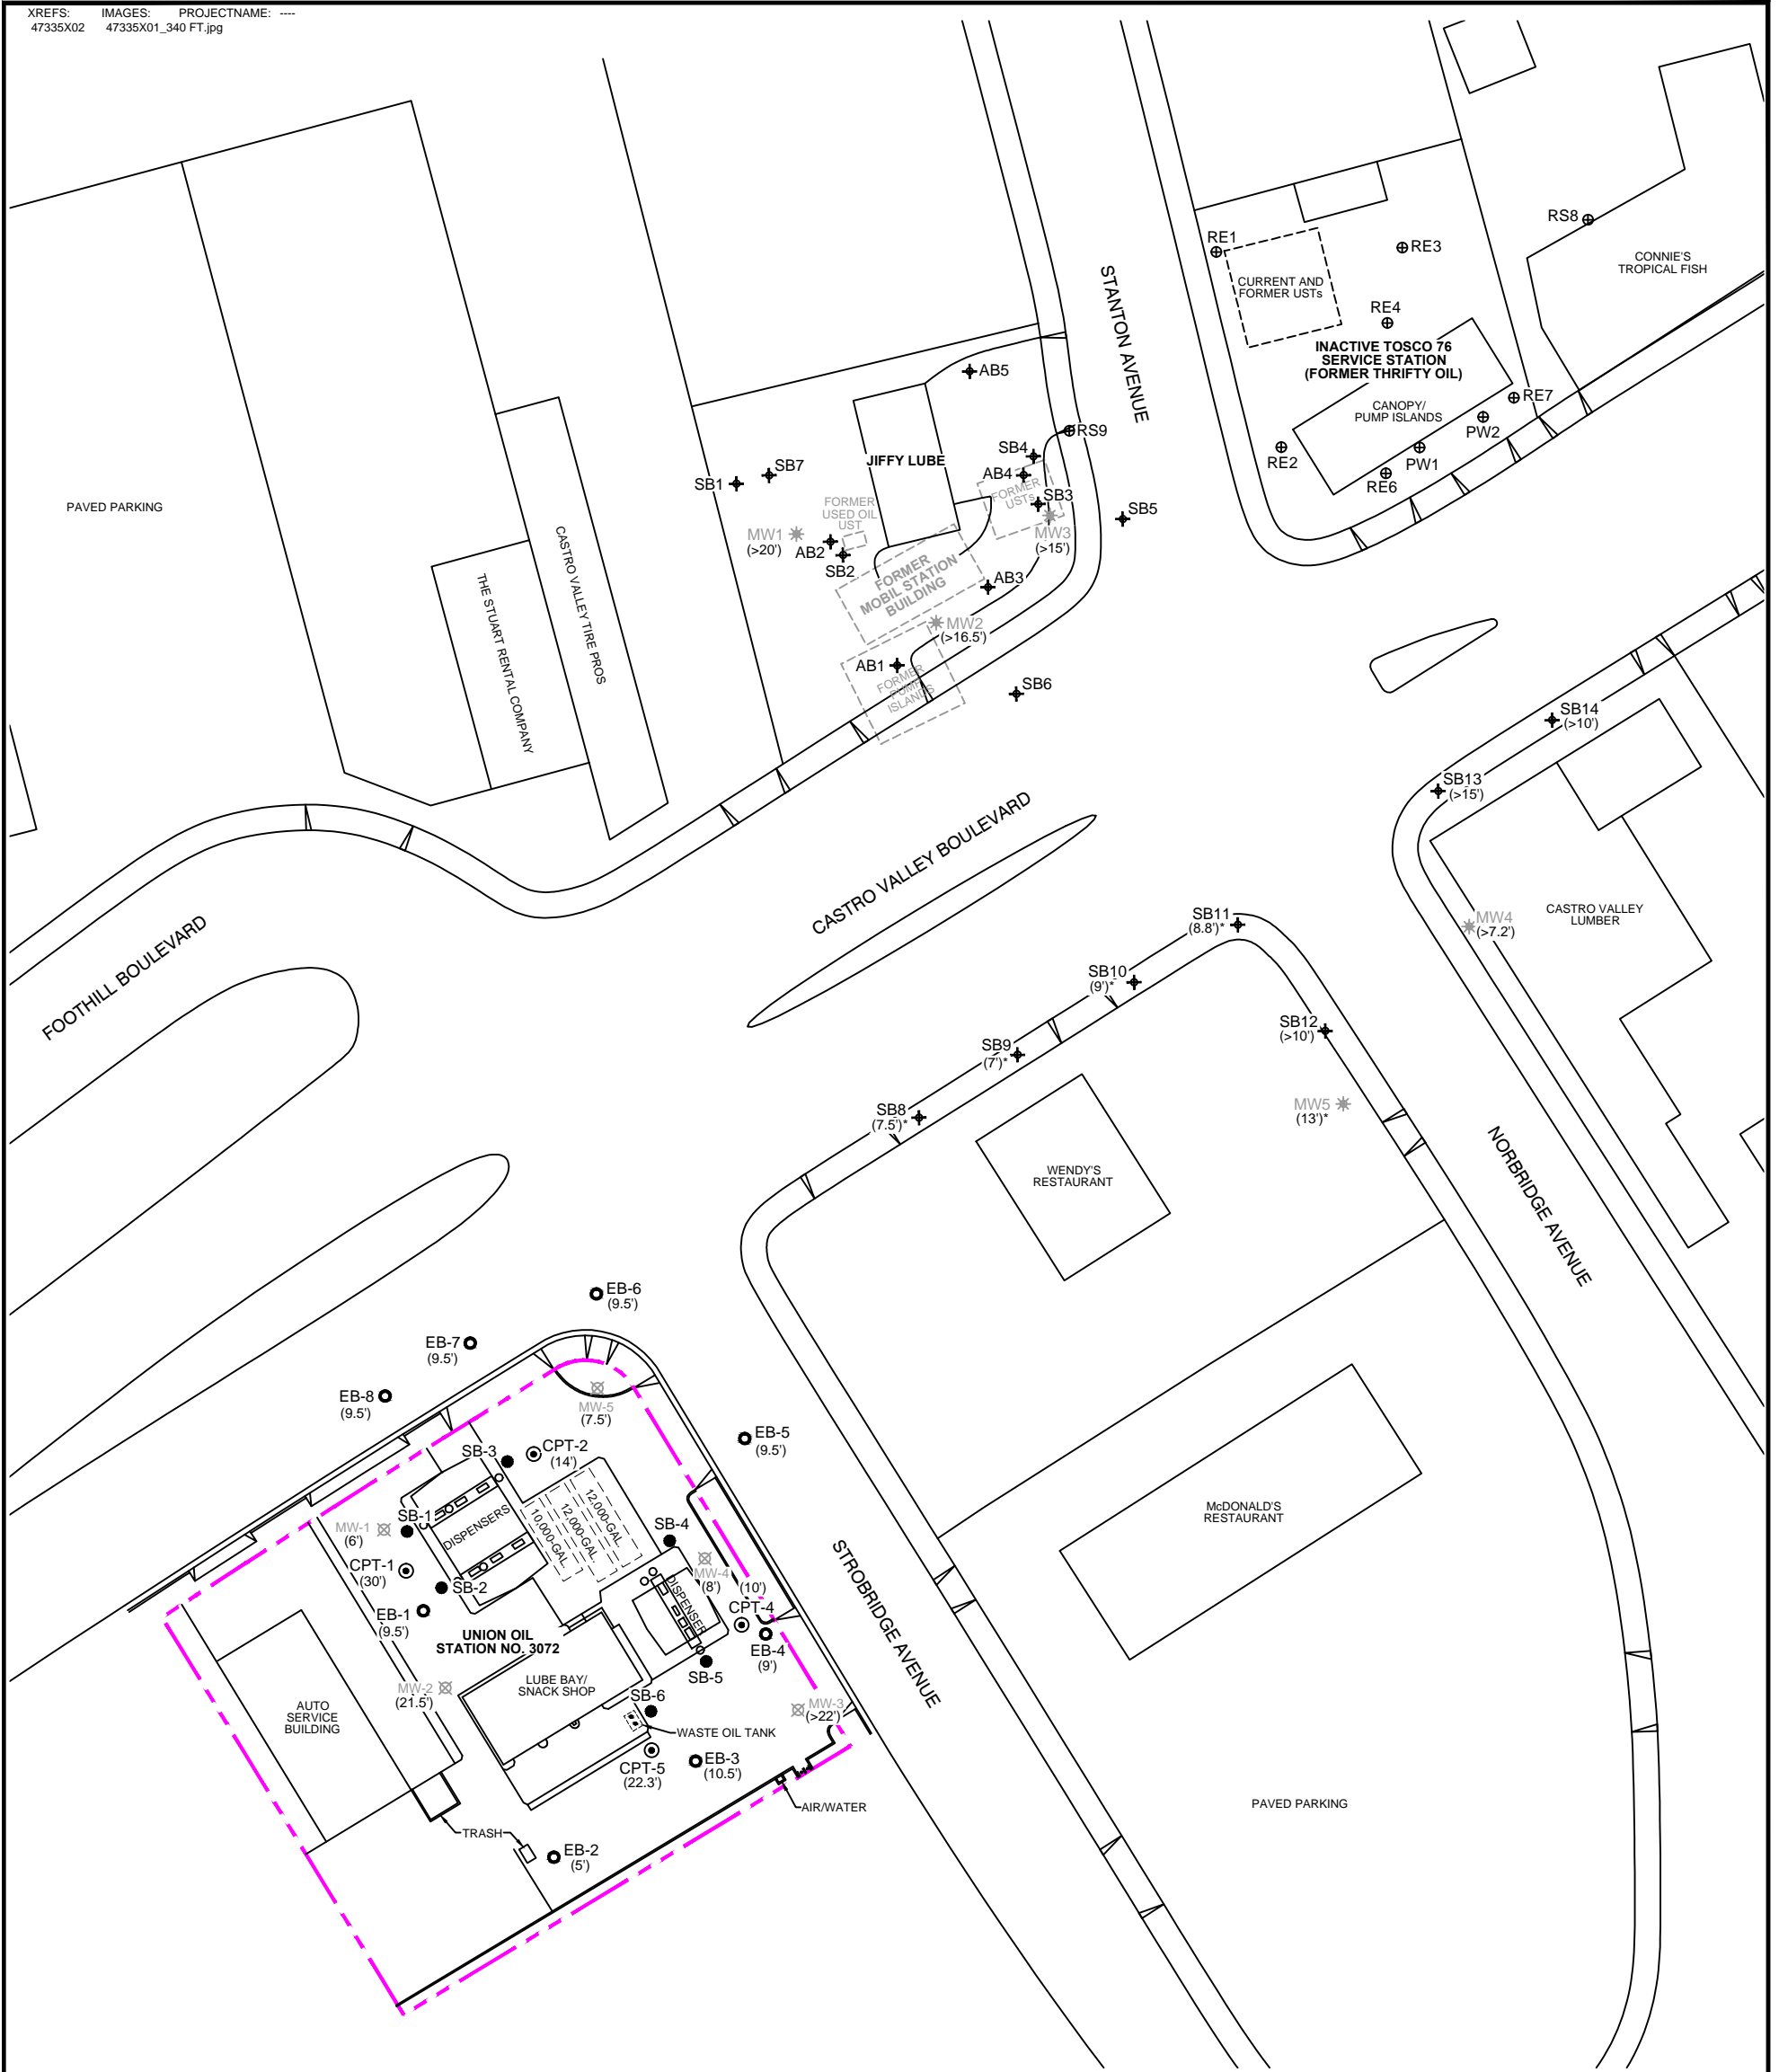 XREFS: IMAGES: PROJECTNAME: ----
47335X02 47335X01_340 FT.jpg
PAVED PARKING
THE STUART RENTAL COMPANY
CASTRO VALLEY TIRE PROS
STANTON AVENUE
RE1
RE3
RS8
CONNIE'S
TROPICAL FISH
CURRENT AND
FORMER USTs
RE4
INACTIVE TOSCO 76
SERVICE STATION
(FORMER THRIFTY OIL)
CANOPY/
PUMP ISLANDS
RE7
PW2
RE2
PW1
RE6
AB5
RS9
JIFFY LUBE
SB4
AB4
FORMER
USTs
SB3
SB5
MW3
(>15')
SB1
SB7
FORMER
USED OIL
UST
MW1
(>20')
AB2
SB2
FORMER
MOBIL STATION
BUILDING
AB3
MW2
(>16.5')
AB1
FORMER
PUMP
ISLANDS
SB6
SB14
(>10')
SB13
(>15')
CASTRO VALLEY BOULEVARD
FOOTHILL BOULEVARD
SB11
(8.8')*
MW4
(>7.2')
CASTRO VALLEY
LUMBER
SB10
(9')*
SB12
(>10')
SB9
(7')*
SB8
(7.5')*
MW5
(13')*
WENDY'S
RESTAURANT
NORBRIDGE AVENUE
EB-6
(9.5')
EB-7
(9.5')
EB-8
(9.5')
MW-5
(7.5')
EB-5
(9.5')
SB-3
CPT-2
(14')
McDONALD'S
RESTAURANT
SB-1
MW-1
(6')
DISPENSERS
10,000-GAL
12,000-GAL
12,000-GAL
SB-4
CPT-1
(30')
SB-2
MW-4
(8')
(10')
CPT-4
DISPENSER
STROBRIDGE AVENUE
EB-1
(9.5')
UNION OIL
STATION NO. 3072
EB-4
(9')
SB-5
LUBE BAY/
SNACK SHOP
MW-2
(21.5')
SB-6
MW-3
(>22')
AUTO
SERVICE
BUILDING
WASTE OIL TANK
CPT-5
(22.3')
EB-3
(10.5')
AIR/WATER
PAVED PARKING
TRASH
EB-2
(5')